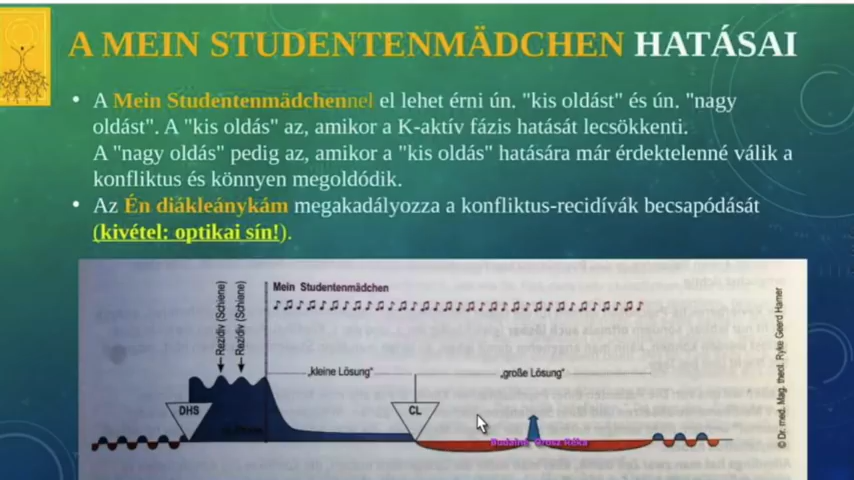 A MEIN STUDENTENMÄDCHEN HATÁSAI
• A Mein Studentenmädchennel el lehet érni ún. "kis oldást" és ún. "nagy
oldást". A "kis oldás" az, amikor a K-aktív fázis hatását lecsökkenti.
A "nagy oldás" pedig az, amikor a "kis oldás" hatására már érdektelenné válik a
konfliktus és könnyen megoldódik.
• Az Én diákleánykám megakadályozza a konfliktus-recidívák becsapódását
(kivétel: optikai sín!).
Mein Studentenmädchen
Rezidiv (Schiene)
Rezidiv (Schiene)
„kleine Lösung"
„große Lösung"
DHS
CL
Budainé Orosz Réka
© Dr. med. Mag. theol. Ryke Geerd Hamer